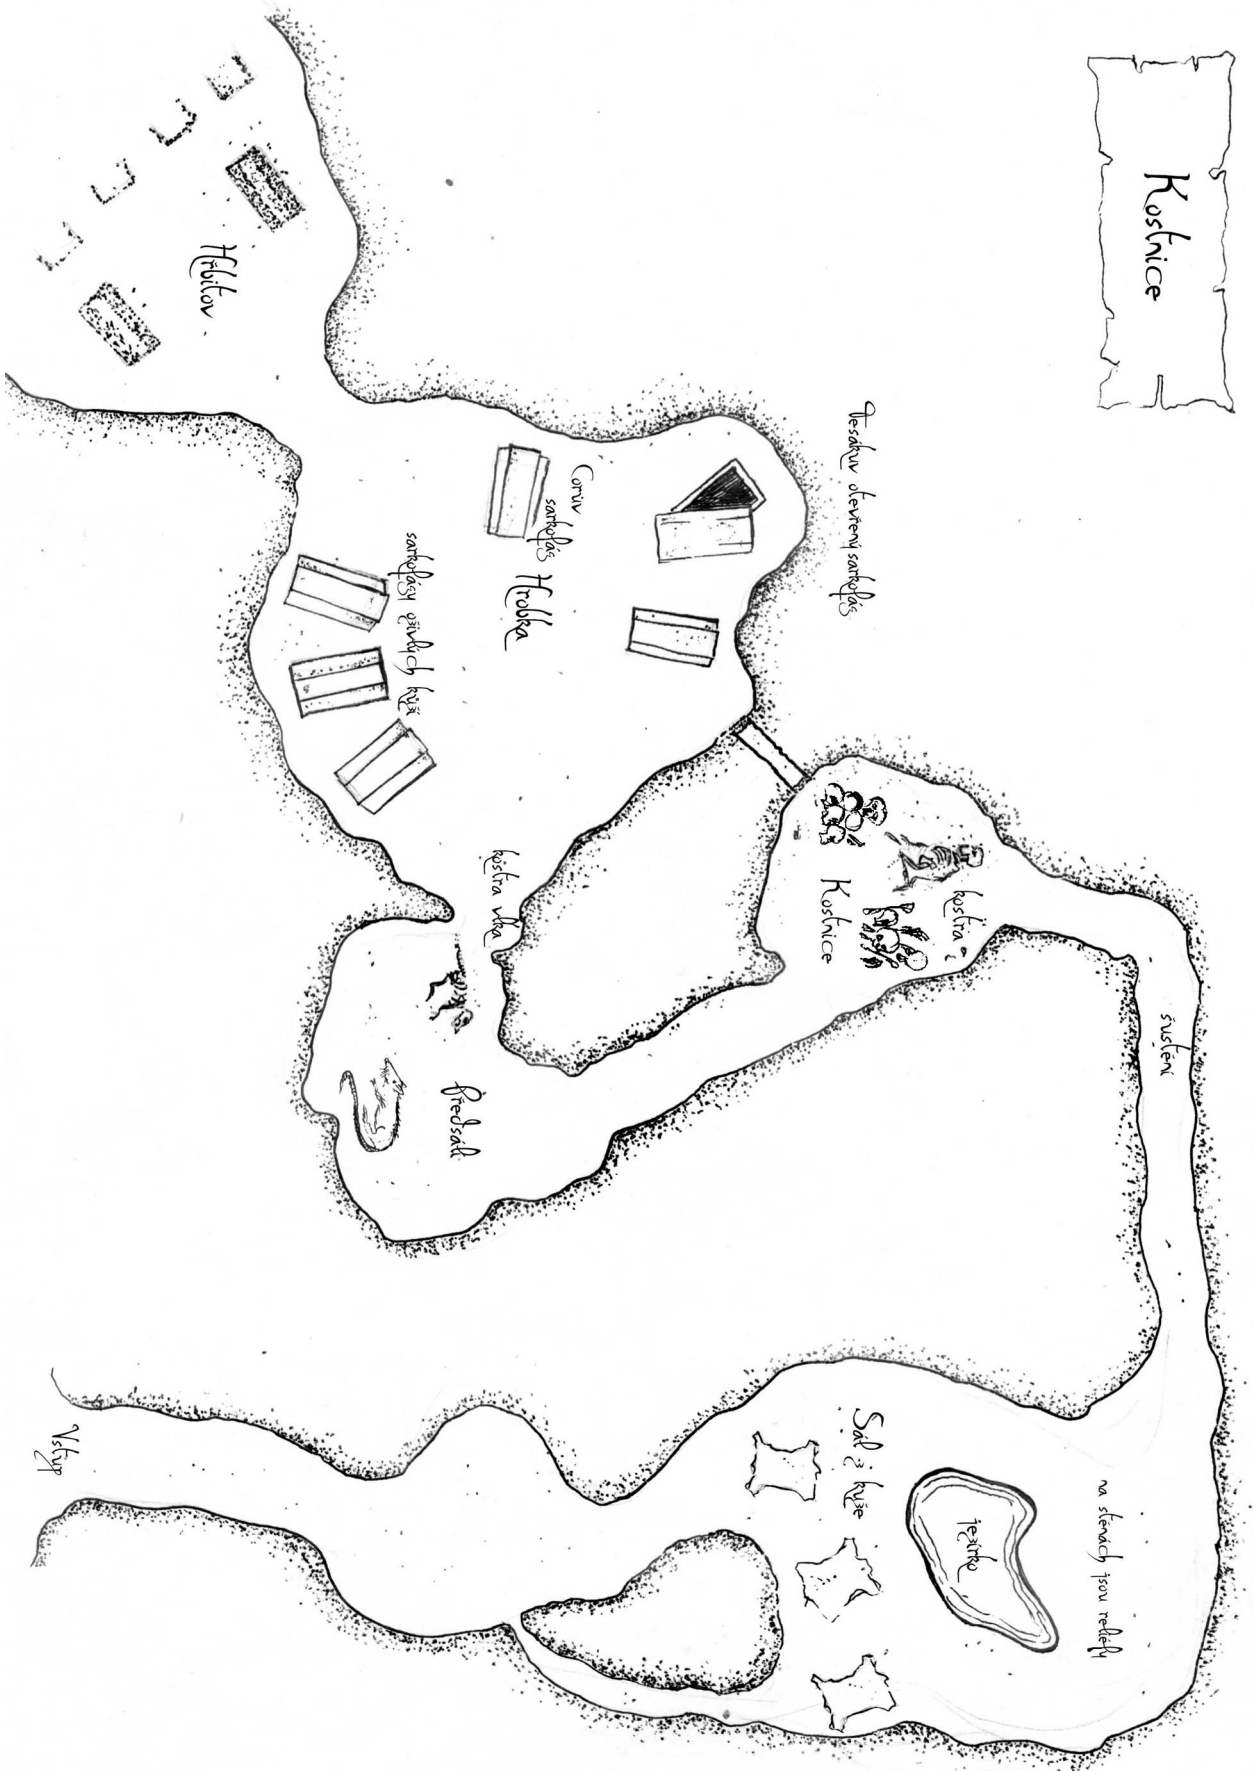 Kostnice
Tesákův otevřený sarkofág
Hřbitov
Corův
sarkofág
Hrobka
sarkofágy oživlých kůží
kostra vlka
Kostnice
kostra
šustění
Předsálí
na stěnách jsou reliéfy
jezírko
Sál z kůže
Vstup